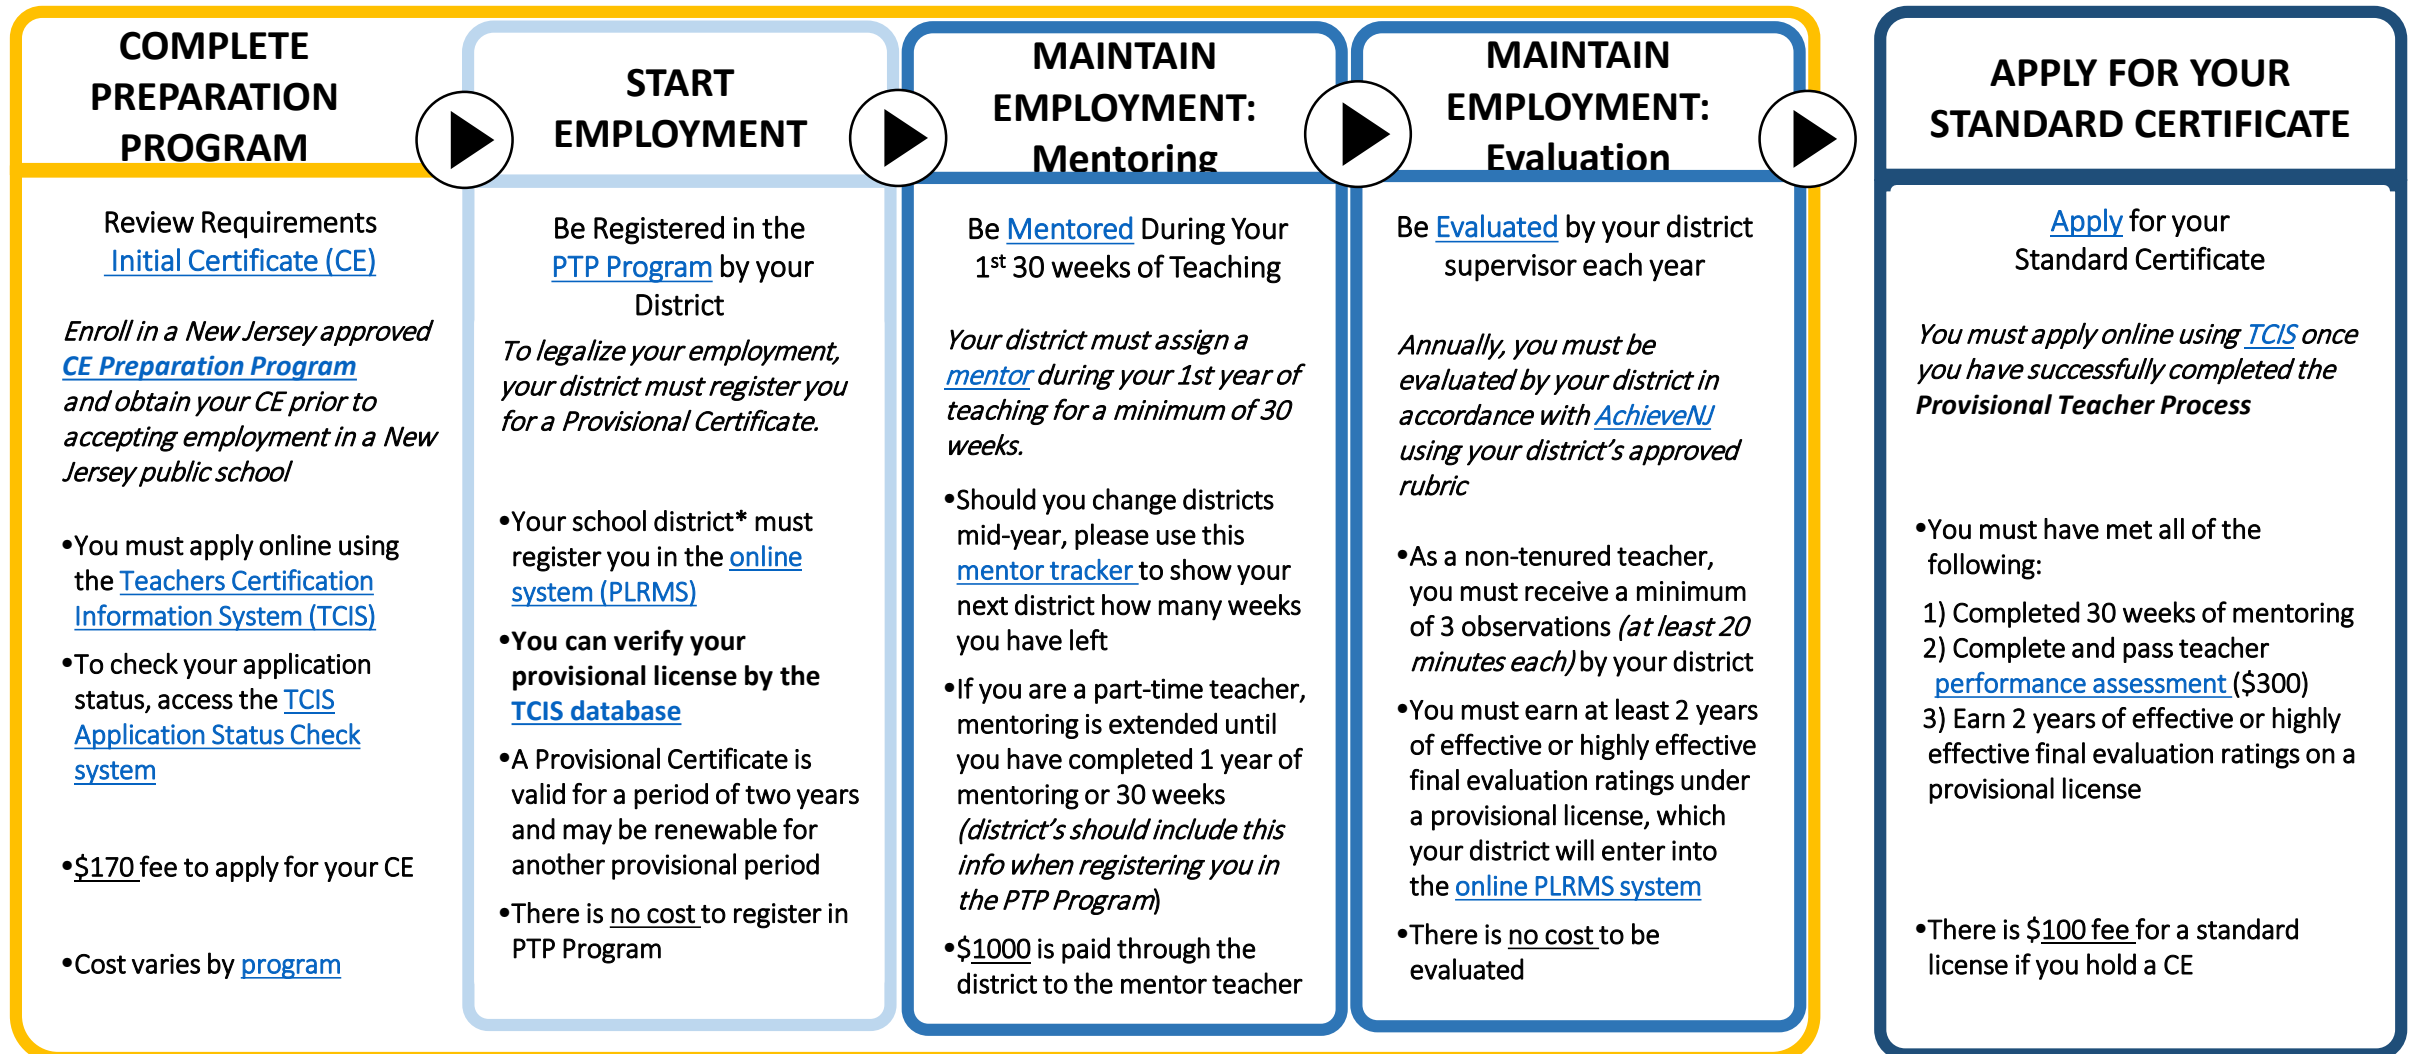 COMPLETE
PREPARATION
PROGRAM
Review Requirements
Initial Certificate (CE)
Enroll in a New Jersey approved
CE Preparation Program
and obtain your CE prior to
accepting employment in a New
Jersey public school
•You must apply online using
the Teachers Certification
Information System (TCIS)
•To check your application
status, access the TCIS
Application Status Check
system
•$170 fee to apply for your CE
•Cost varies by program
START
EMPLOYMENT
Be Registered in the
PTP Program by your
District
To legalize your employment,
your district must register you
for a Provisional Certificate.
•Your school district* must
register you in the online
system (PLRMS)
•You can verify your
provisional license by the
TCIS database
•A Provisional Certificate is
valid for a period of two years
and may be renewable for
another provisional period
•There is no cost to register in
PTP Program
MAINTAIN
EMPLOYMENT:
Mentoring
Be Mentored During Your
1st 30 weeks of Teaching
Your district must assign a
mentor during your 1st year of
teaching for a minimum of 30
weeks.
•Should you change districts
mid-year, please use this
mentor tracker to show your
next district how many weeks
you have left
•If you are a part-time teacher,
mentoring is extended until
you have completed 1 year of
mentoring or 30 weeks
(district's should include this
info when registering you in
the PTP Program)
•$1000 is paid through the
district to the mentor teacher
MAINTAIN
EMPLOYMENT:
Evaluation
Be Evaluated by your district
supervisor each year
Annually, you must be
evaluated by your district in
accordance with AchieveNJ
using your district's approved
rubric
•As a non-tenured teacher,
you must receive a minimum
of 3 observations (at least 20
minutes each) by your district
•You must earn at least 2 years
of effective or highly effective
final evaluation ratings under
a provisional license, which
your district will enter into
the online PLRMS system
•There is no cost to be
evaluated
APPLY FOR YOUR
STANDARD CERTIFICATE
Apply for your
Standard Certificate
You must apply online using TCIS once
you have successfully completed the
Provisional Teacher Process
•You must have met all of the
following:
1) Completed 30 weeks of mentoring
2) Complete and pass teacher
performance assessment ($300)
3) Earn 2 years of effective or highly
effective final evaluation ratings on a
provisional license
•There is $100 fee for a standard
license if you hold a CE